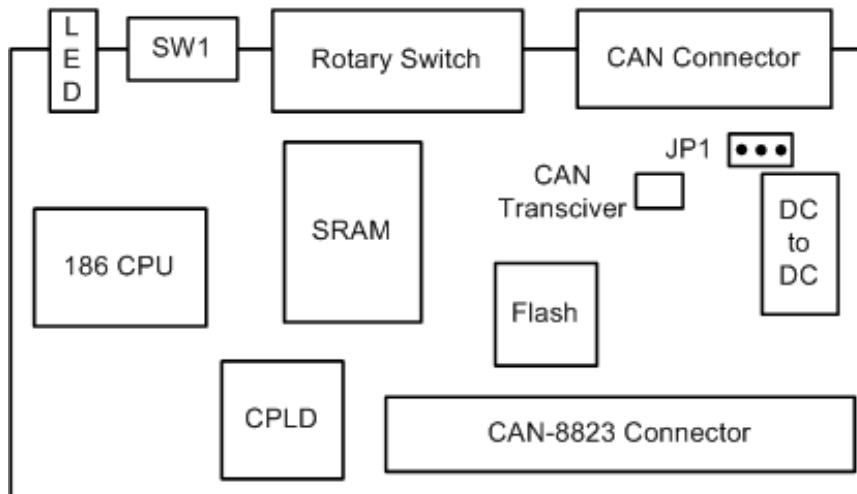 L
E
D
SW1
Rotary Switch
CAN Connector
JP1
CAN
Transciver
DC
to
DC
SRAM
186 CPU
Flash
CPLD
CAN-8823 Connector